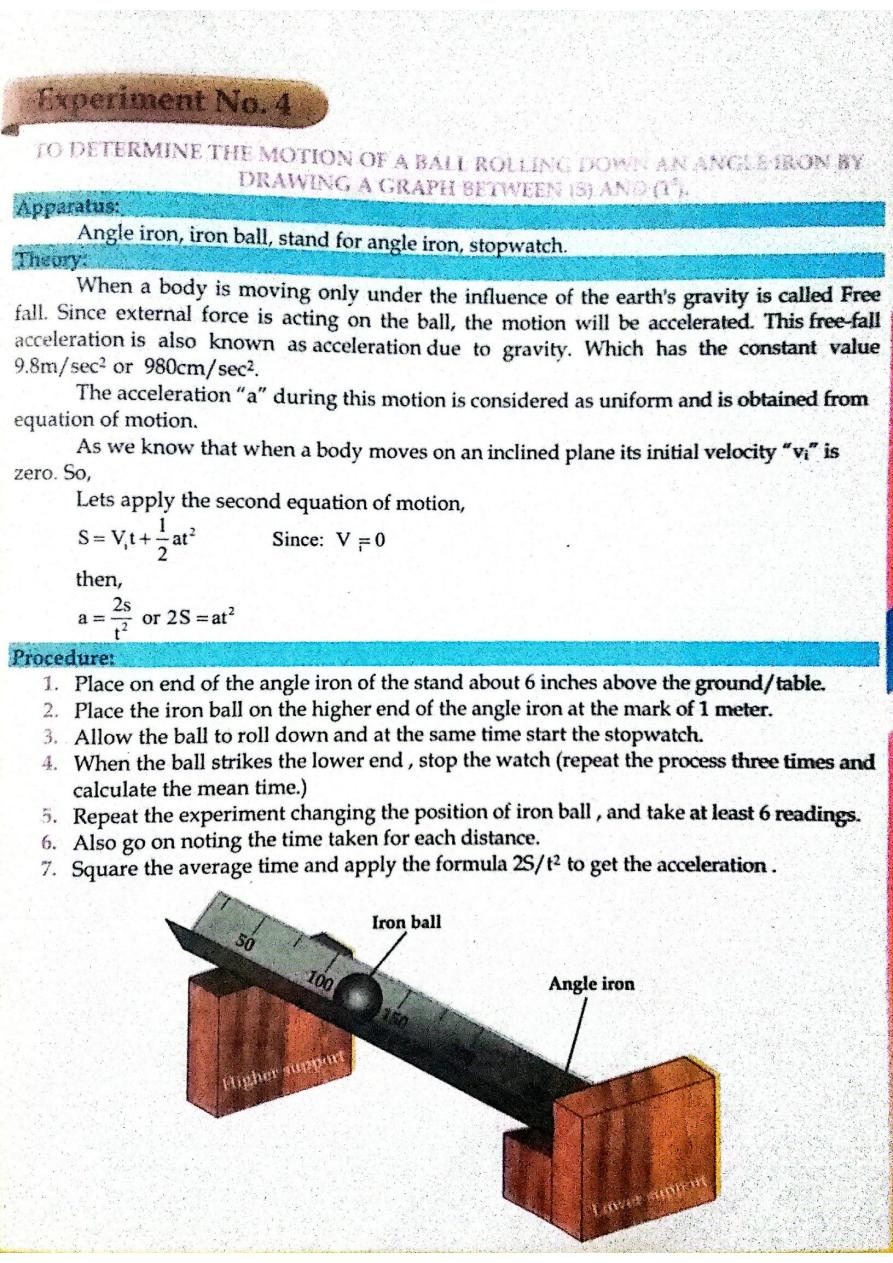 Experiment No. 4
TO DETERMINE THE MOTION OF A BALL ROLLING DOWN AN ANGLE IRON BY
DRAWING A GRAPH BETWEEN (S) AND (T²).
Apparatus:
Angle iron, iron ball, stand for angle iron, stopwatch.
Theory:
When a body is moving only under the influence of the earth's gravity is called Free
fall. Since external force is acting on the ball, the motion will be accelerated. This free-fall
acceleration is also known as acceleration due to gravity. Which has the constant value
9.8m/sec² or 980cm/sec².
The acceleration "a" during this motion is considered as uniform and is obtained from
equation of motion.
As we know that when a body moves on an inclined plane its initial velocity "vᵢ" is
zero. So,
Lets apply the second equation of motion,
S = Vᵢt + 1/2 at² Since: Vᵢ = 0
then,
a = 2s/t² or 2S = at²
Procedure:
1. Place on end of the angle iron of the stand about 6 inches above the ground/table.
2. Place the iron ball on the higher end of the angle iron at the mark of 1 meter.
3. Allow the ball to roll down and at the same time start the stopwatch.
4. When the ball strikes the lower end , stop the watch (repeat the process three times and
calculate the mean time.)
5. Repeat the experiment changing the position of iron ball , and take at least 6 readings.
6. Also go on noting the time taken for each distance.
7. Square the average time and apply the formula 2S/t² to get the acceleration .
Iron ball
50
100
150
Angle iron
Higher support
Lower support